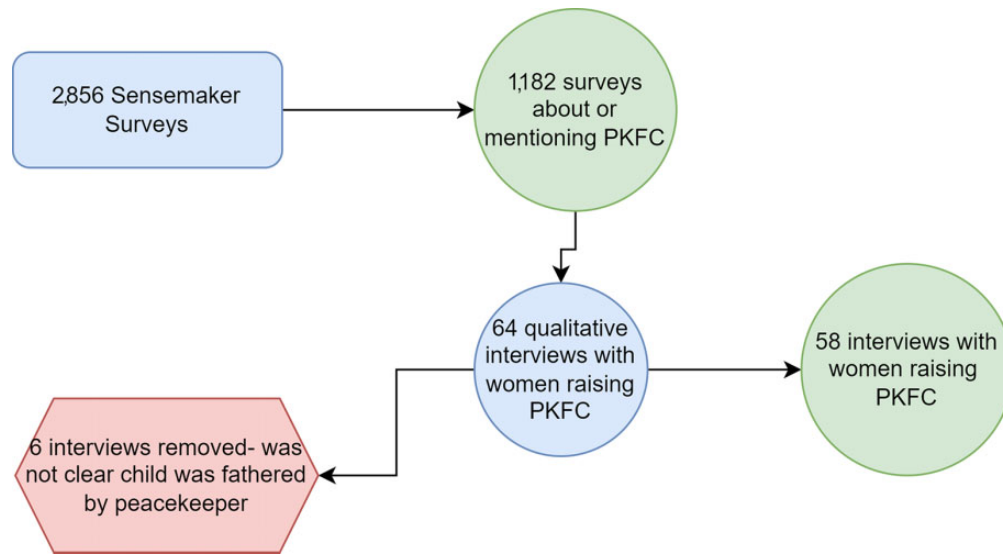 2,856 Sensemaker
Surveys
1,182 surveys
about or
mentioning PKFC
64 qualitative
interviews with
women raising
PKFC
58 interviews with
women raising
PKFC
6 interviews removed- was
not clear child was fathered
by peacekeeper